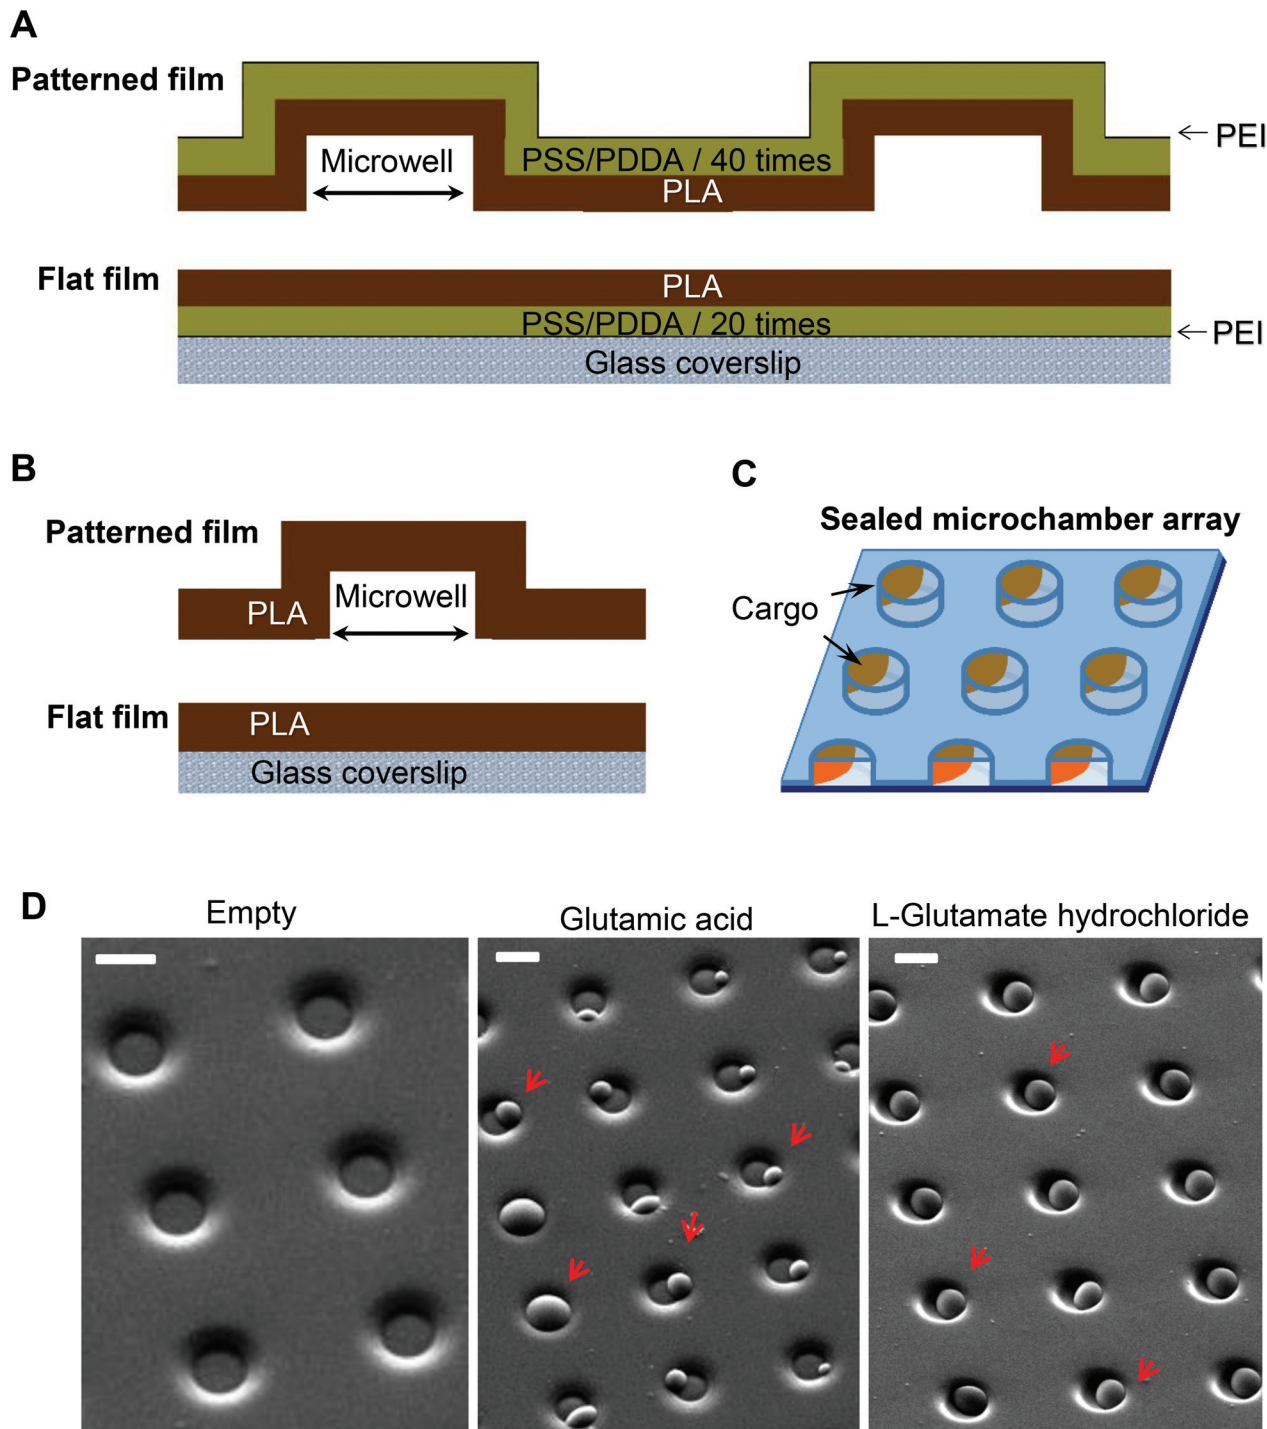 A
Patterned film
PEI
Microwell
PSS/PDDA / 40 times
PLA
Flat film
PLA
PSS/PDDA / 20 times
PEI
Glass coverslip
B
Patterned film
Microwell
PLA
Flat film
PLA
Glass coverslip
C
Sealed microchamber array
Cargo
D
Empty
Glutamic acid
L-Glutamate hydrochloride